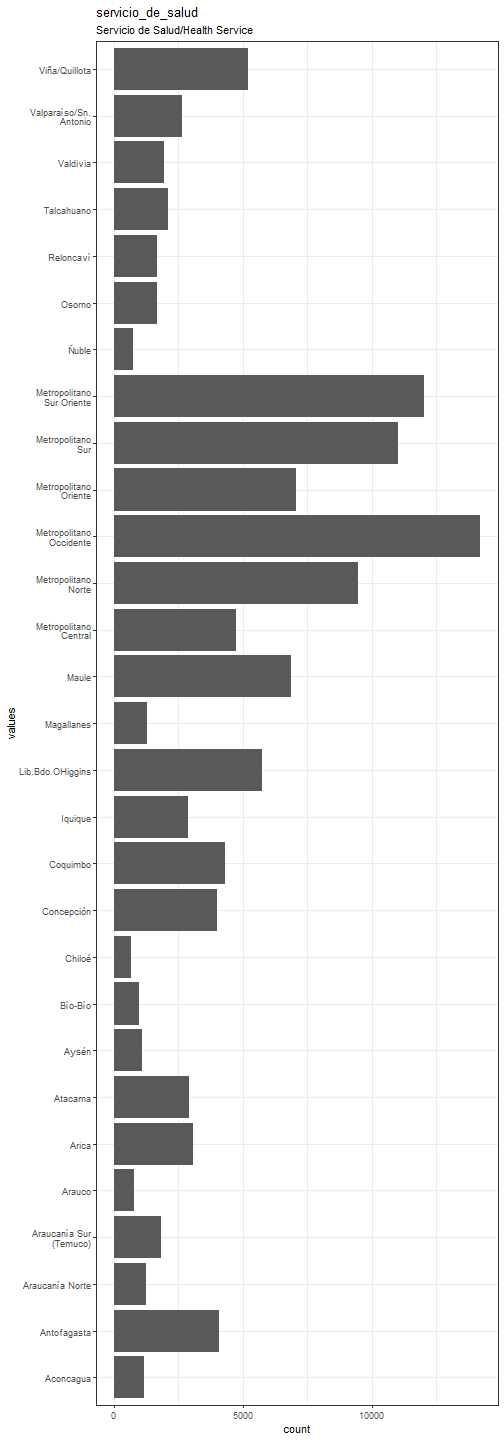 servicio_de_salud
Servicio de Salud/Health Service
Viña/Quillota
Valparaíso/Sn.
Antonio
Valdivia
Talcahuano
Reloncaví
Osorno
Ñuble
Metropolitano
Sur Oriente
Metropolitano
Sur
Metropolitano
Oriente
Metropolitano
Occidente
Metropolitano
Norte
Metropolitano
Central
Maule
Magallanes
Lib.Bdo.OHiggins
Iquique
Coquimbo
Concepción
Chiloé
Bío-Bío
Aysén
Atacama
Arica
Arauco
Araucanía Sur
(Temuco)
Araucanía Norte
Antofagasta
Aconcagua
values
0 5000 10000
count